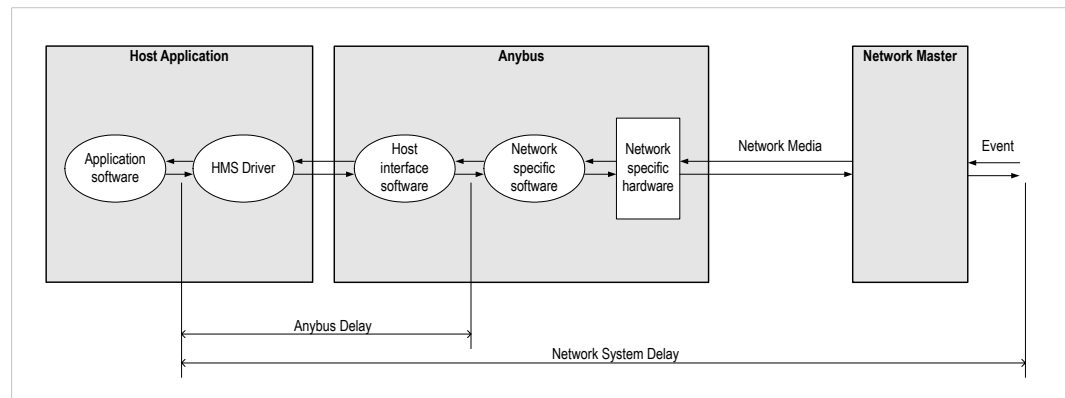 Host Application
Anybus
Network Master
Application
software
HMS Driver
Host
interface
software
Network
specific
software
Network
specific
hardware
Network Media
Event
Anybus Delay
Network System Delay